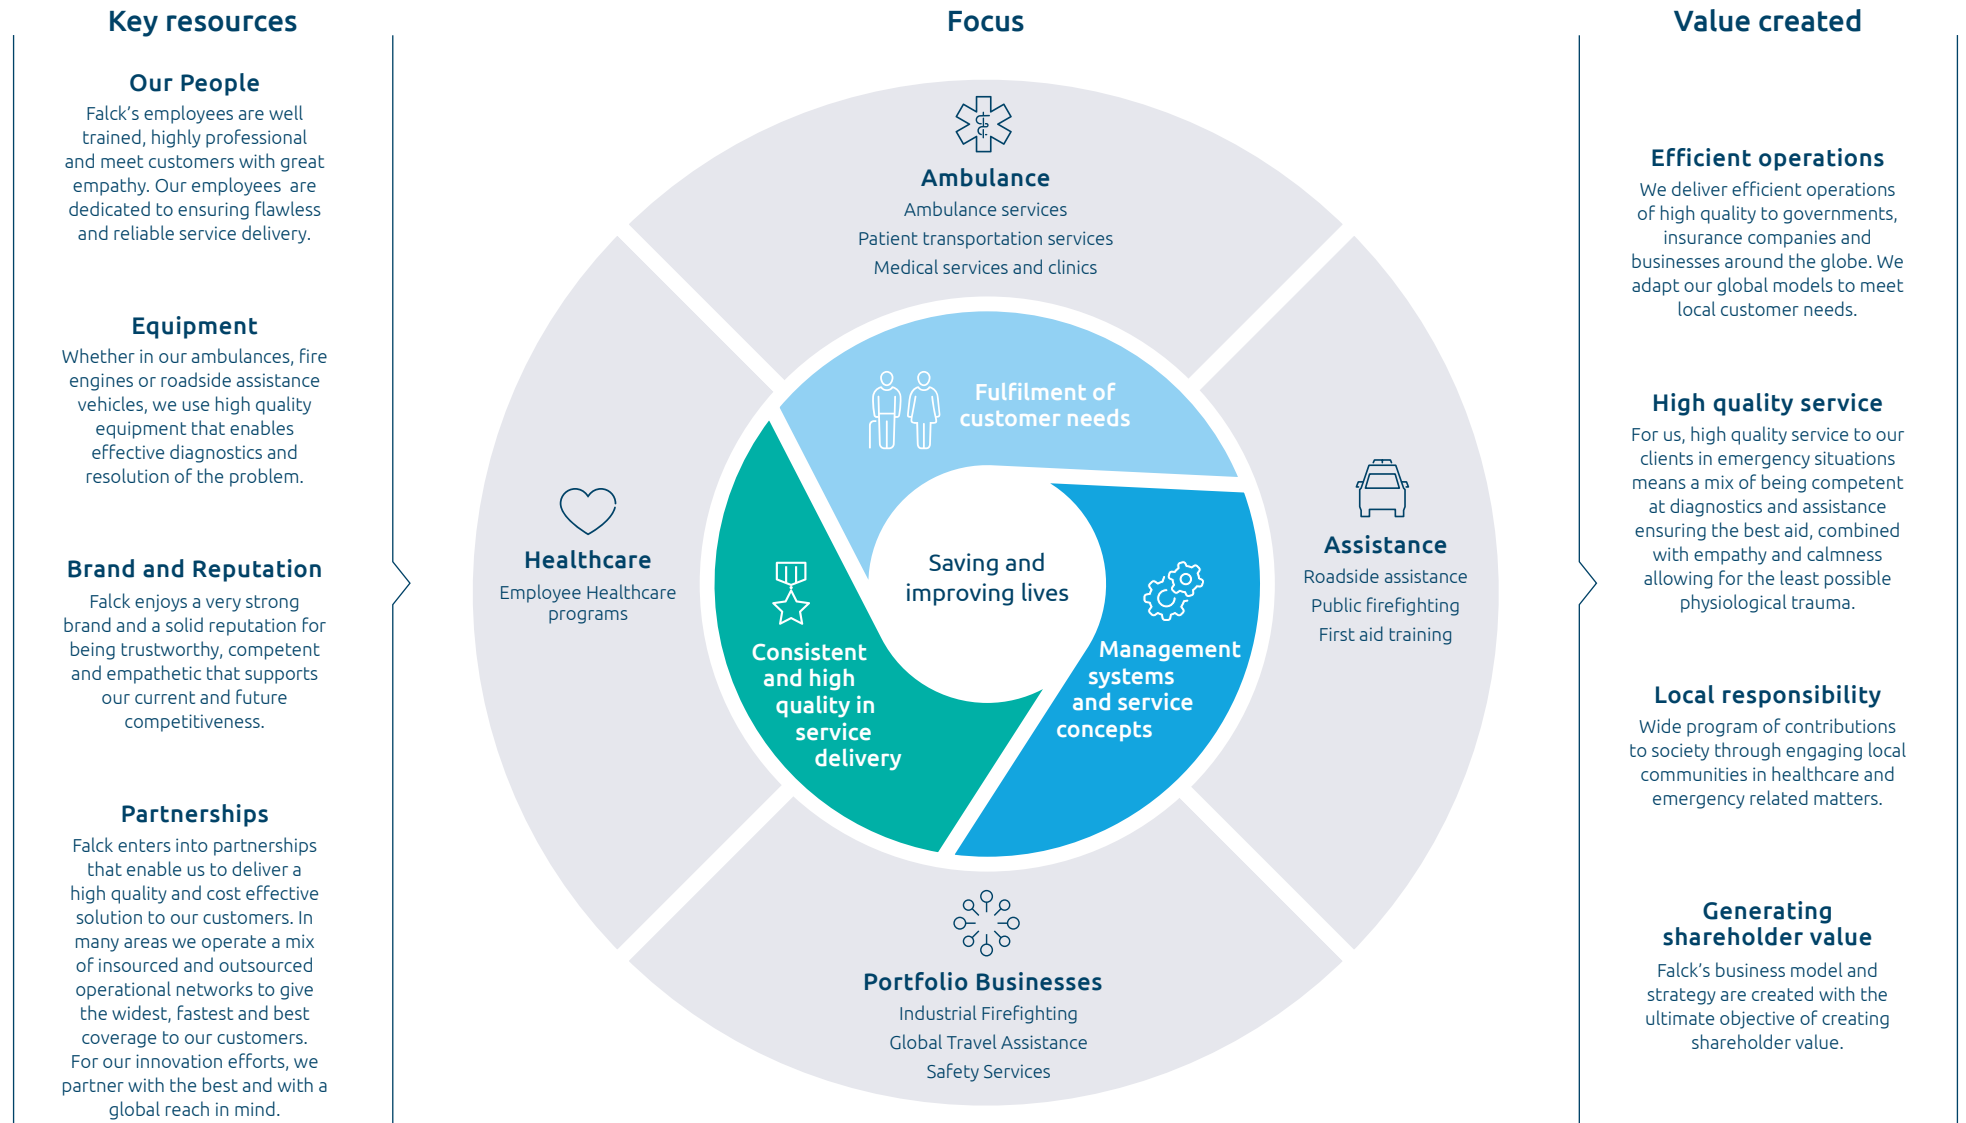 Key resources
Our People
Falck's employees are well
trained, highly professional
and meet customers with great
empathy. Our employees are
dedicated to ensuring flawless
and reliable service delivery.
Equipment
Whether in our ambulances, fire
engines or roadside assistance
vehicles, we use high quality
equipment that enables
effective diagnostics and
resolution of the problem.
Brand and Reputation
Falck enjoys a very strong
brand and a solid reputation for
being trustworthy, competent
and empathetic that supports
our current and future
competitiveness.
Partnerships
Falck enters into partnerships
that enable us to deliver a
high quality and cost effective
solution to our customers. In
many areas we operate a mix
of insourced and outsourced
operational networks to give
the widest, fastest and best
coverage to our customers.
For our innovation efforts, we
partner with the best and with a
global reach in mind.
Focus
Ambulance
Ambulance services
Patient transportation services
Medical services and clinics
Fulfilment of
customer needs
Healthcare
Employee Healthcare
programs
Consistent
and high
quality in
service
delivery
Saving and
improving lives
Management
systems
and service
concepts
Assistance
Roadside assistance
Public firefighting
First aid training
Portfolio Businesses
Industrial Firefighting
Global Travel Assistance
Safety Services
Value created
Efficient operations
We deliver efficient operations
of high quality to governments,
insurance companies and
businesses around the globe. We
adapt our global models to meet
local customer needs.
High quality service
For us, high quality service to our
clients in emergency situations
means a mix of being competent
at diagnostics and assistance
ensuring the best aid, combined
with empathy and calmness
allowing for the least possible
physiological trauma.
Local responsibility
Wide program of contributions
to society through engaging local
communities in healthcare and
emergency related matters.
Generating
shareholder value
Falck's business model and
strategy are created with the
ultimate objective of creating
shareholder value.